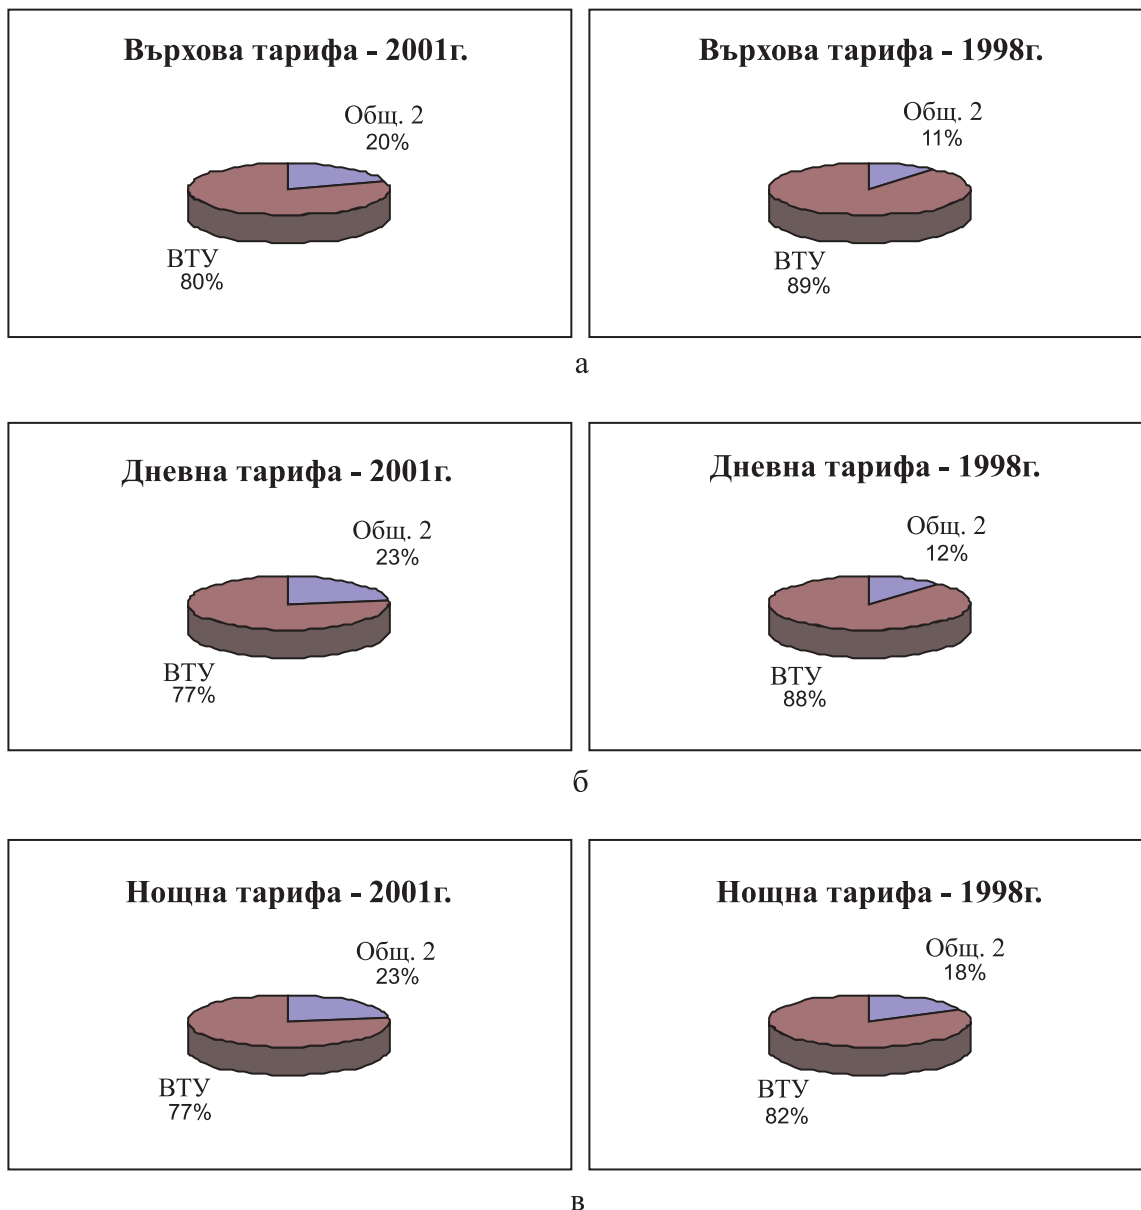 Върхова тарифа - 2001г.
Общ. 2
20%
ВТУ
80%
Върхова тарифа - 1998г.
Общ. 2
11%
ВТУ
89%
а
Дневна тарифа - 2001г.
Общ. 2
23%
ВТУ
77%
Дневна тарифа - 1998г.
Общ. 2
12%
ВТУ
88%
б
Нощна тарифа - 2001г.
Общ. 2
23%
ВТУ
77%
Нощна тарифа - 1998г.
Общ. 2
18%
ВТУ
82%
в